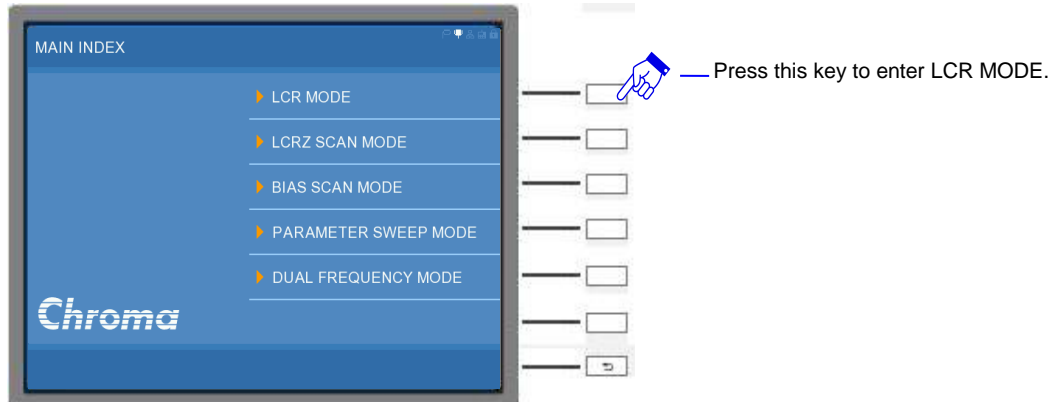 MAIN INDEX
LCR MODE
Press this key to enter LCR MODE.
LCRZ SCAN MODE
BIAS SCAN MODE
PARAMETER SWEEP MODE
DUAL FREQUENCY MODE
Chroma